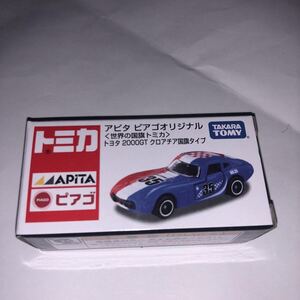 トミカ
アピタ ピアゴオリジナル
<世界の国旗トミカ>
トヨタ 2000GT クロアチア国旗タイプ
TAKARA TOMY
APiTA
PIAGO ピアゴ